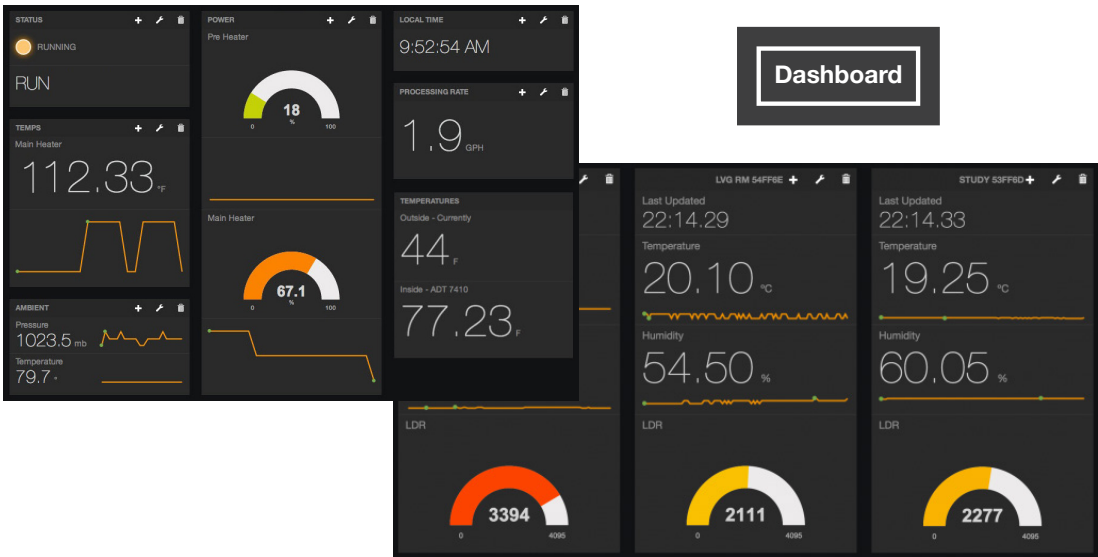 STATUS
RUNNING
RUN
TEMPS
Main Heater
112.33 °F
AMBIENT
Pressure
1023.5 mb
Temperature
79.7 °
POWER
Pre Heater
18
%
0 100
Main Heater
67.1
%
0 100
LOCAL TIME
9:52:54 AM
PROCESSING RATE
1.9 GPH
TEMPERATURES
Outside - Currently
44 F
Inside - ADT 7410
77.23 F
Dashboard
LDR
3394
0 4095
LVG RM 54FF6E
Last Updated
22:14.29
Temperature
20.10 ºC
Humidity
54.50 %
LDR
2111
0 4095
STUDY 53FF6D
Last Updated
22:14.33
Temperature
19.25 ºC
Humidity
60.05 %
LDR
2277
0 4095